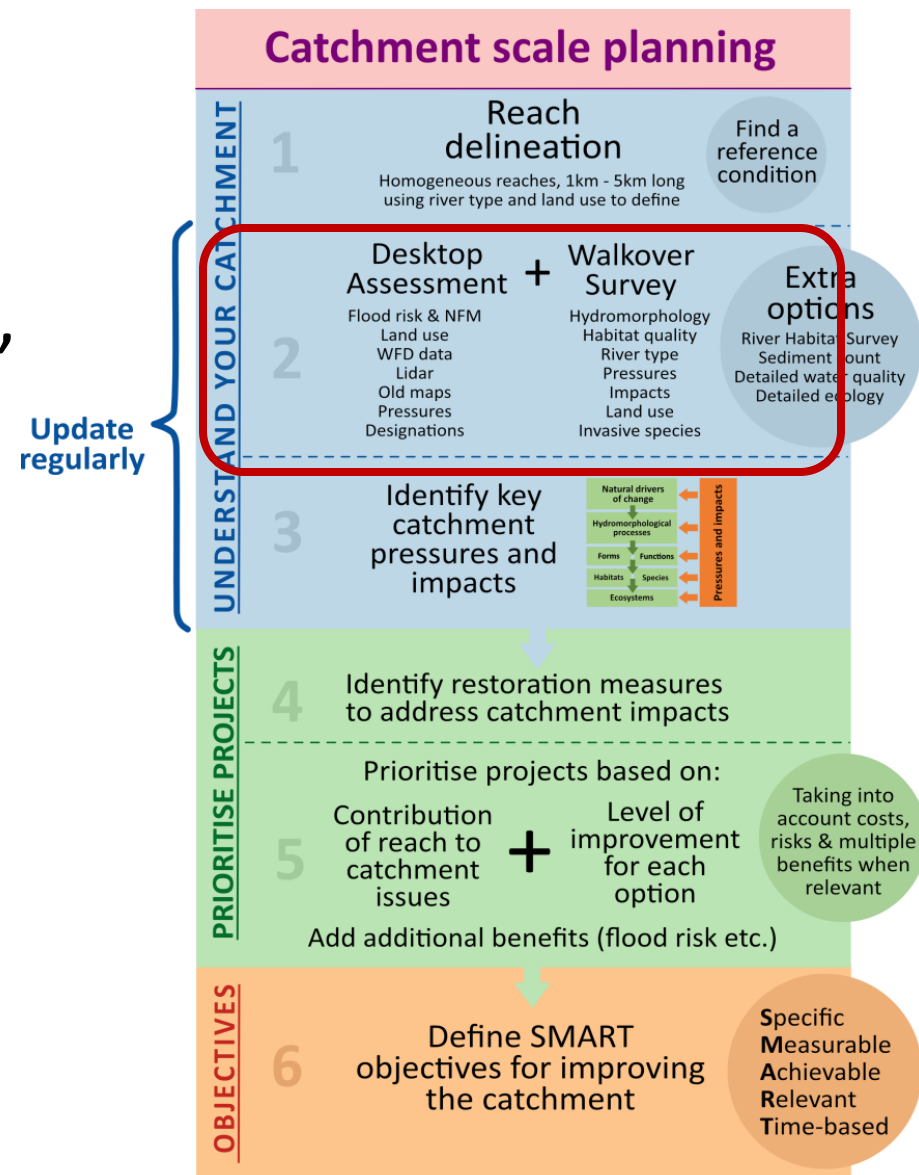 Catchment scale planning
UNDERSTAND YOUR CATCHMENT
1
Reach
delineation
Homogeneous reaches, 1km - 5km long
using river type and land use to define
Find a
reference
condition
,
Update
regularly
2
Desktop
Assessment
Flood risk & NFM
Land use
WFD data
Lidar
Old maps
Pressures
Designations
+
Walkover
Survey
Hydromorphology
Habitat quality
River type
Pressures
Impacts
Land use
Invasive species
Extra
options
River Habitat Survey
Sediment count
Detailed water quality
Detailed ecology
3
Identify key
catchment
pressures and
impacts
Natural drivers
of change
Hydromorphological
processes
Forms Functions
Habitats Species
Ecosystems
Pressures and impacts
PRIORITISE PROJECTS
4
Identify restoration measures
to address catchment impacts
5
Prioritise projects based on:
Contribution
of reach to
catchment
issues
+
Level of
improvement
for each
option
Add additional benefits (flood risk etc.)
Taking into
account costs,
risks & multiple
benefits when
relevant
OBJECTIVES
6
Define SMART
objectives for improving
the catchment
Specific
Measurable
Achievable
Relevant
Time-based